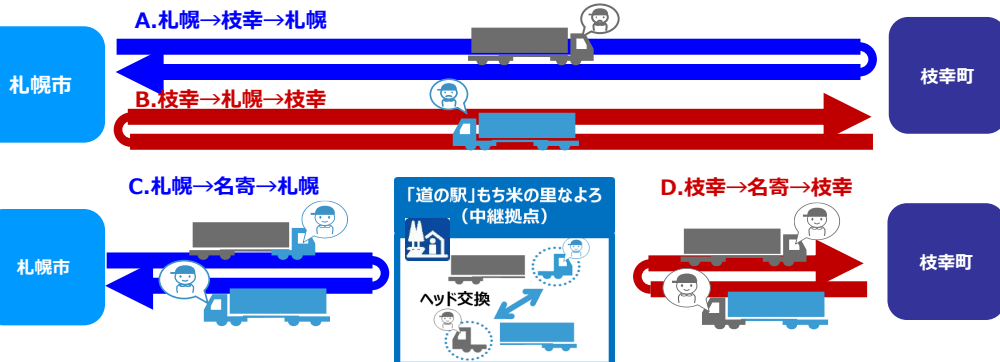 A.札幌→枝幸→札幌
札幌市
枝幸町
B.枝幸→札幌→枝幸
C.札幌→名寄→札幌
「道の駅」もち米の里なよろ
（中継拠点）
D.枝幸→名寄→枝幸
札幌市
枝幸町
ヘッド交換